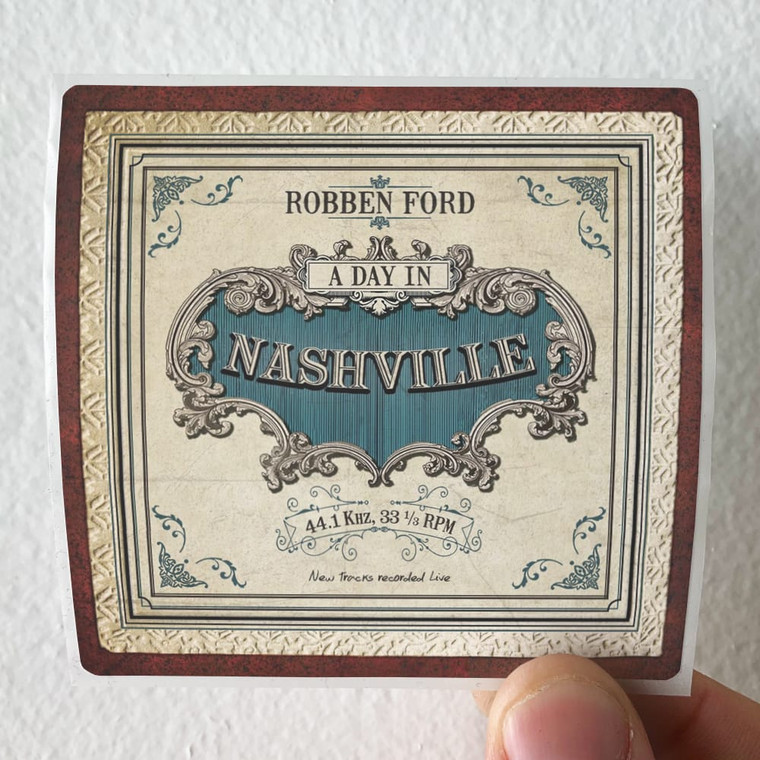 ROBBEN FORD
A DAY IN
NASHVILLE
44.1 KHZ, 33 ⅓ RPM
New Tracks recorded Live